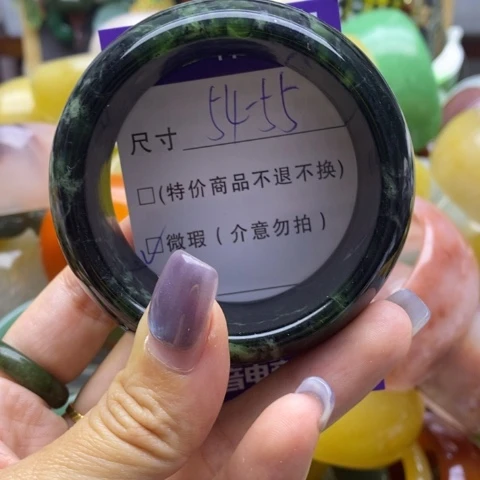 尺寸 54-55
□(特价商品不退不换)
☑微瑕(介意勿拍)